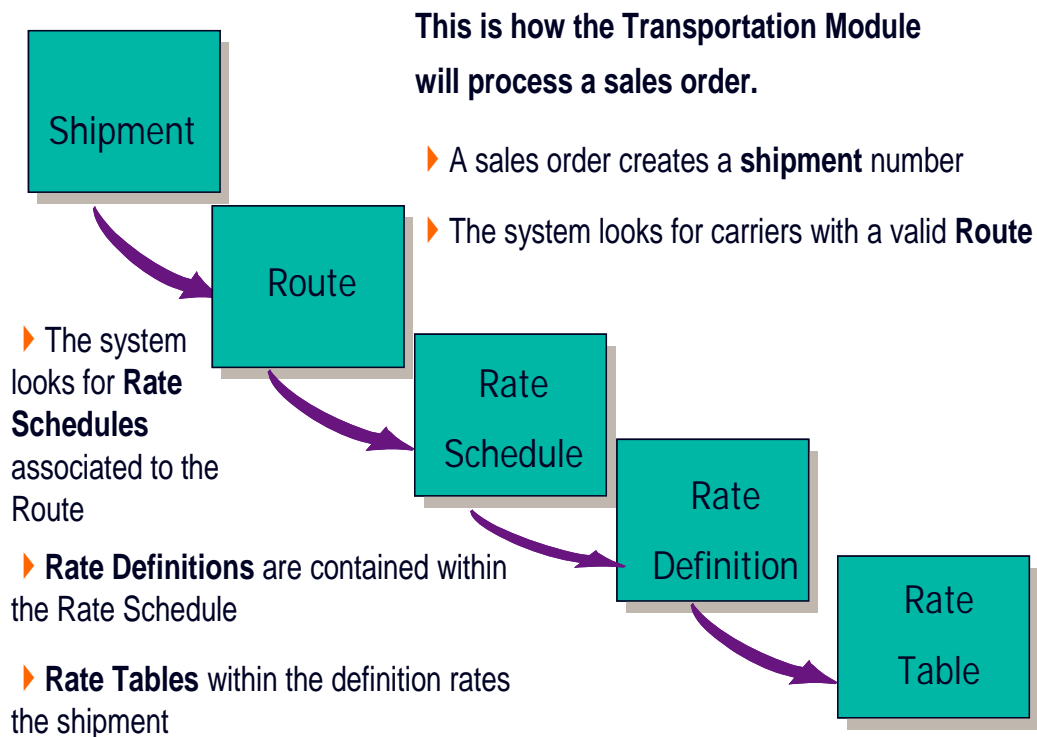 This is how the Transportation Module
will process a sales order.
Shipment
A sales order creates a shipment number
The system looks for carriers with a valid Route
Route
The system
looks for Rate
Schedules
associated to the
Route
Rate
Schedule
Rate
Definition
Rate Definitions are contained within
the Rate Schedule
Rate
Table
Rate Tables within the definition rates
the shipment